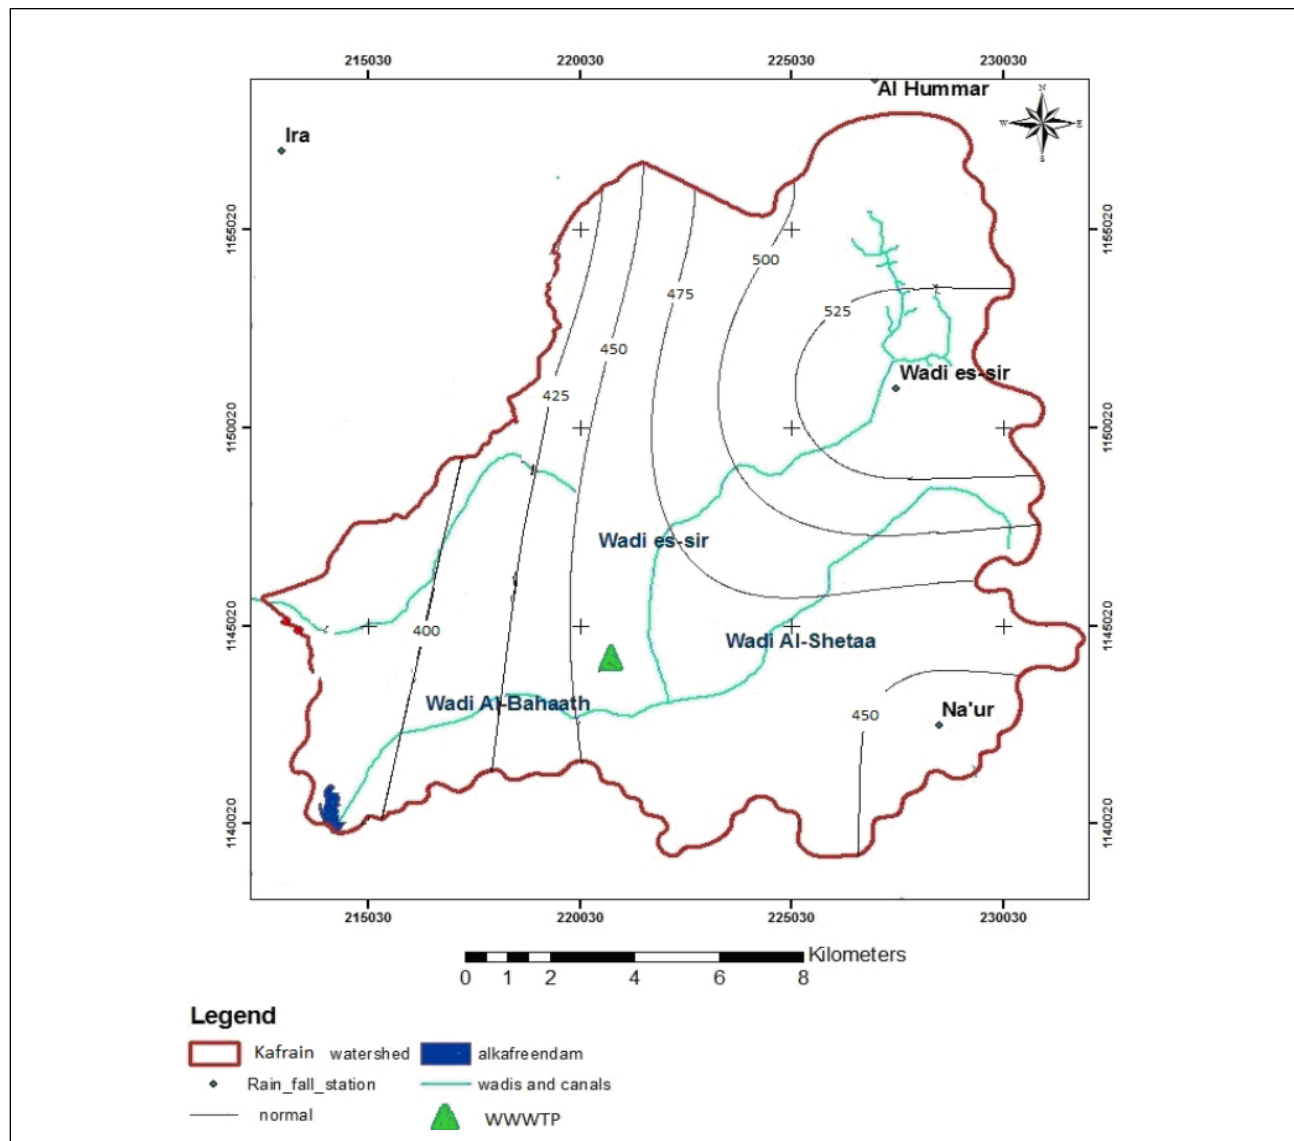 215030 220030 225030 230030
Al Hummar
N
W E
S
Ira
1155020 1155020
500
475
525
450
Wadi es-sir
425
1150020 1150020
Wadi es-sir
1145020 1145020
400
Wadi Al-Shetaa
Wadi Al-Bahaath
450
Na'ur
1140020 1140020
215030 220030 225030 230030
Kilometers
0 1 2 4 6 8
Legend
Kafrain watershed alkafreendam
Rain_fall_station wadis and canals
normal WWWTP